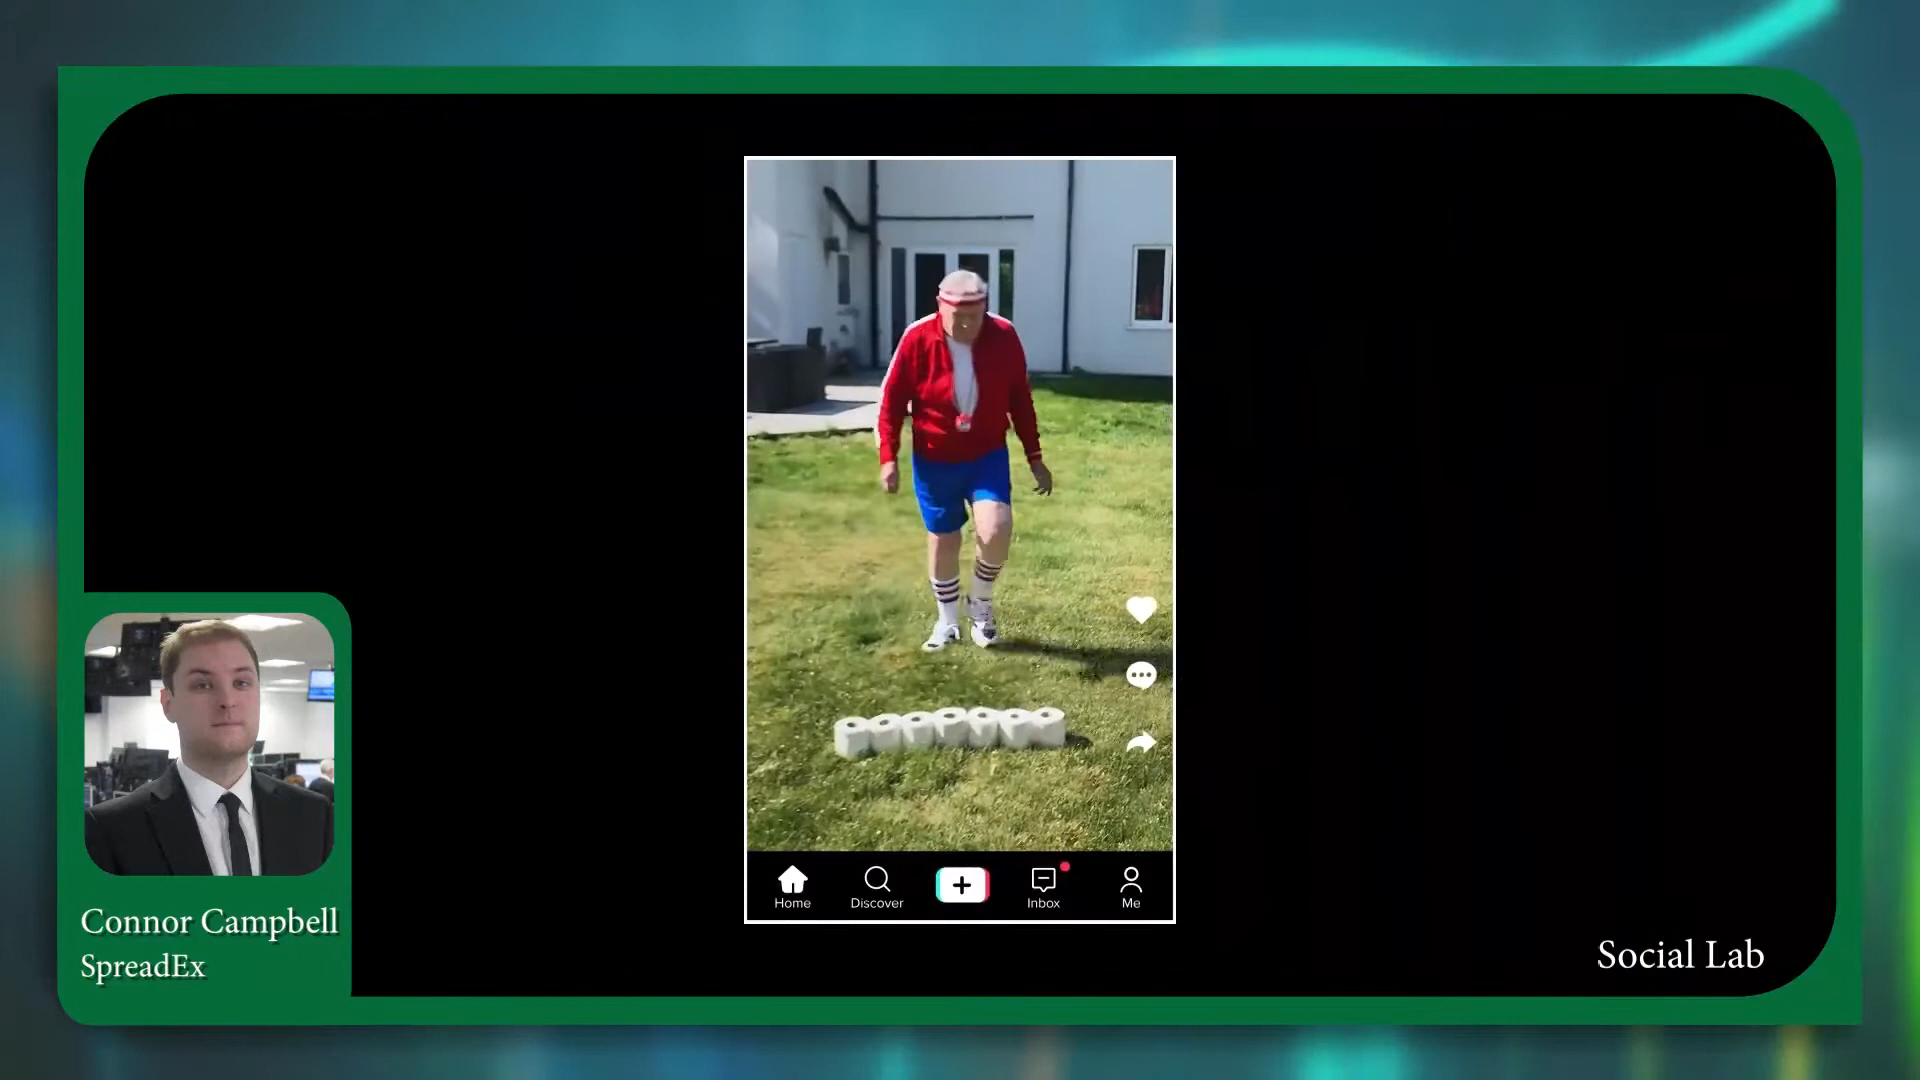 Home
Discover
Inbox
Me
Connor Campbell
SpreadEx
Social Lab